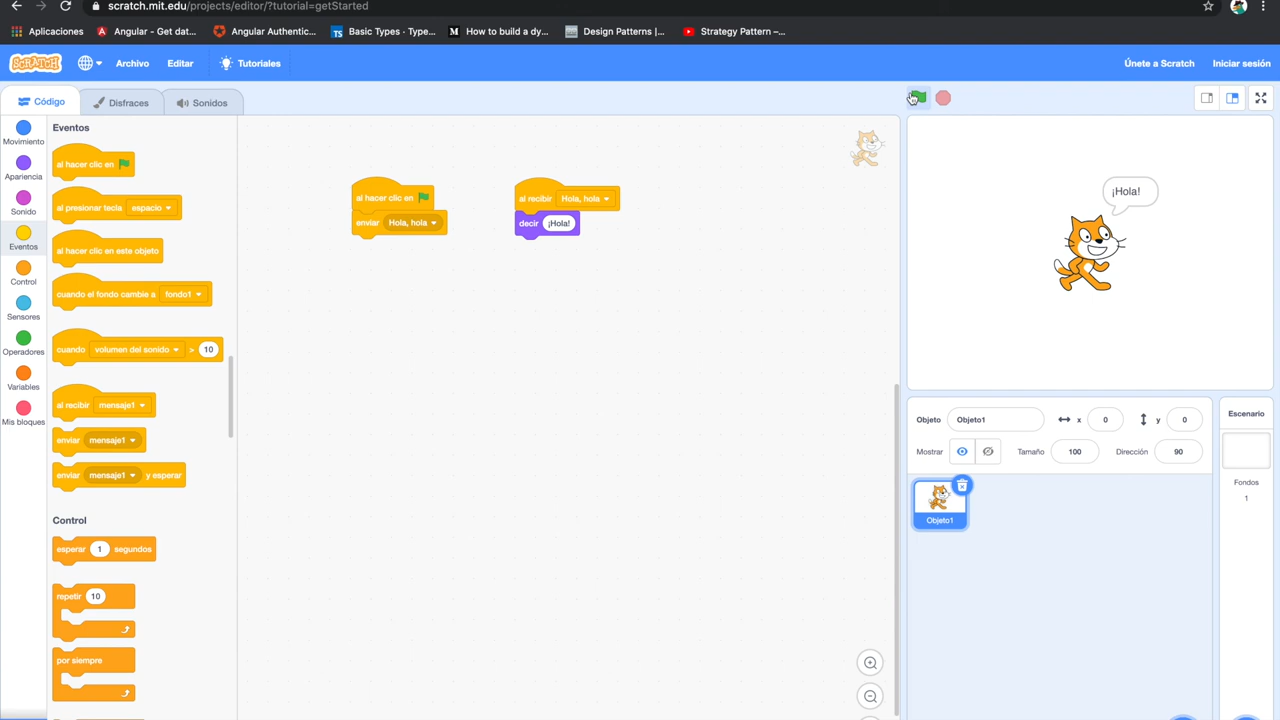 scratch.mit.edu/projects/editor/?tutorial=getStarted
Aplicaciones
Angular - Get dat...
Angular Authentic...
TS Basic Types · Type...
M How to build a dy...
Design Patterns |...
Strategy Pattern –...
SCRATCH
Archivo
Editar
Tutoriales
Únete a Scratch
Iniciar sesión
Código
Disfraces
Sonidos
Movimiento
Apariencia
Sonido
Eventos
Control
Sensores
Operadores
Variables
Mis bloques
Eventos
al hacer clic en
al presionar tecla espacio
al hacer clic en este objeto
cuando el fondo cambie a fondo1
cuando volumen del sonido > 10
al recibir mensaje1
enviar mensaje1
enviar mensaje1 y esperar
Control
esperar 1 segundos
repetir 10
por siempre
al hacer clic en
enviar Hola, hola
al recibir Hola, hola
decir ¡Hola!
¡Hola!
Objeto Objeto1 x 0 y 0
Mostrar Tamaño 100 Dirección 90
Objeto1
Escenario
Fondos
1